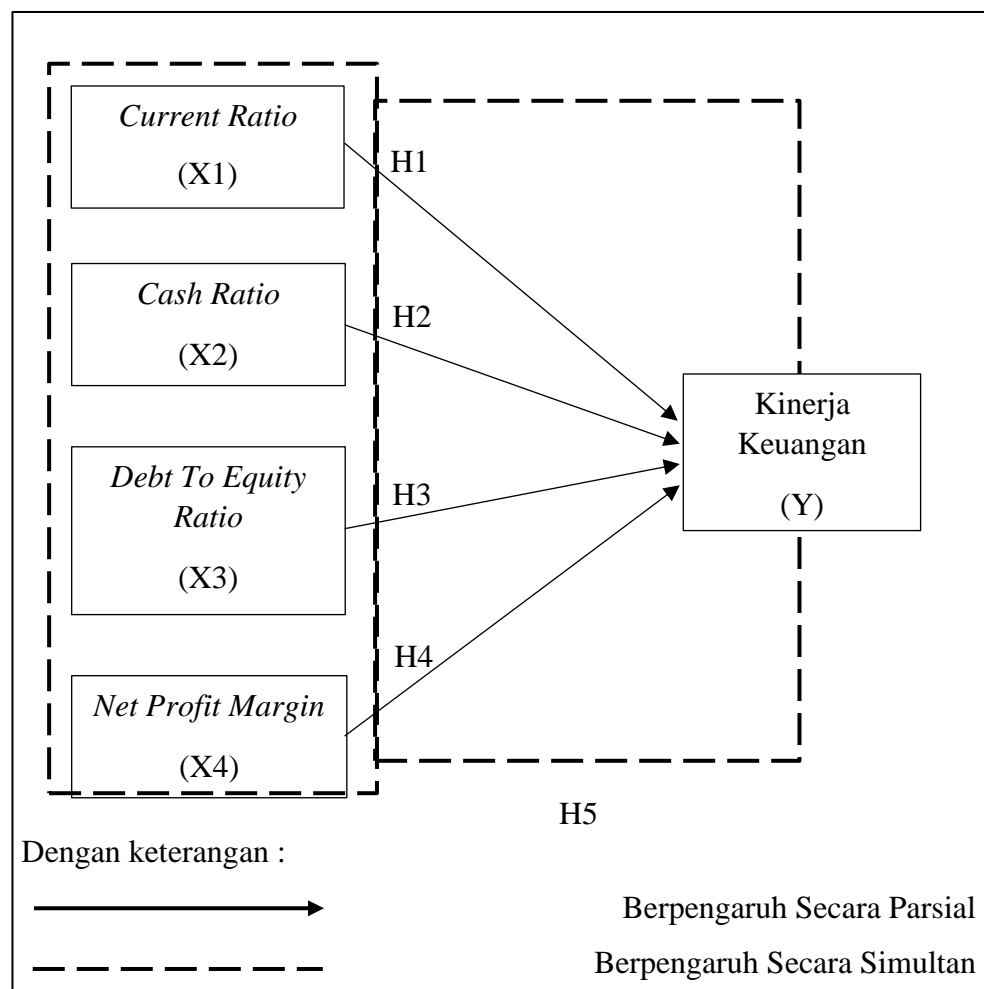 Current Ratio
(X1)
H1
Cash Ratio
(X2)
H2
Debt To Equity
Ratio
(X3)
H3
Net Profit Margin
(X4)
H4
Kinerja
Keuangan
(Y)
H5
Dengan keterangan :
Berpengaruh Secara Parsial
Berpengaruh Secara Simultan